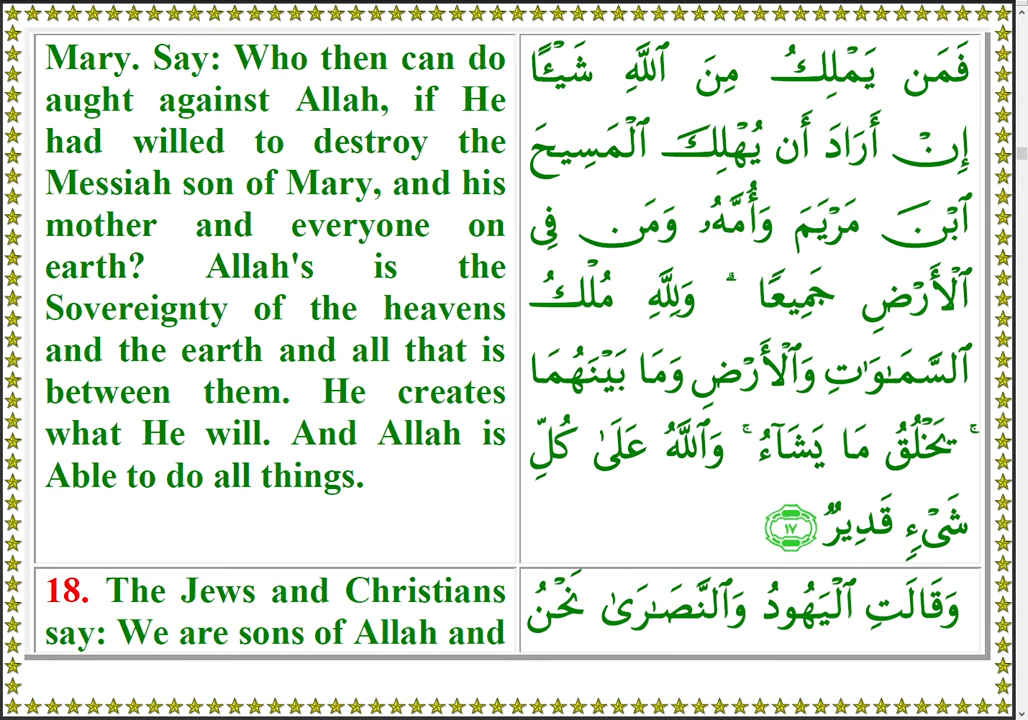 Mary. Say: Who then can do
aught against Allah, if He
had willed to destroy the
Messiah son of Mary, and his
mother and everyone on
earth? Allah's is the
Sovereignty of the heavens
and the earth and all that is
between them. He creates
what He will. And Allah is
Able to do all things.
فَمَن يَمْلِكُ مِنَ ٱللَّهِ شَيْـًٔا
إِنْ أَرَادَ أَن يُهْلِكَ ٱلْمَسِيحَ
ٱبْنَ مَرْيَمَ وَأُمَّهُۥ وَمَن فِى
ٱلْأَرْضِ جَمِيعًا ۗ وَلِلَّهِ مُلْكُ
ٱلسَّمَـٰوَٰتِ وَٱلْأَرْضِ وَمَا بَيْنَهُمَا
ۚ يَخْلُقُ مَا يَشَآءُ ۚ وَٱللَّهُ عَلَىٰ كُلِّ
شَىْءٍ قَدِيرٌ ١٧
18. The Jews and Christians
say: We are sons of Allah and
وَقَالَتِ ٱلْيَهُودُ وَٱلنَّصَـٰرَىٰ نَحْنُ